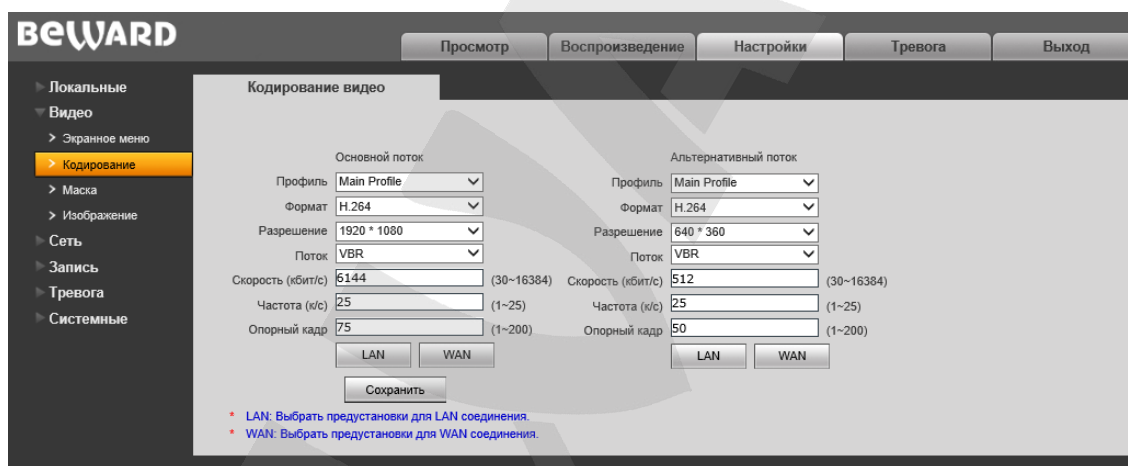 BEWARD
Просмотр Воспроизведение Настройки Тревога Выход
Локальные
Видео
> Экранное меню
> Кодирование
> Маска
> Изображение
Сеть
Запись
Тревога
Системные
Кодирование видео
Основной поток Альтернативный поток
Профиль Main Profile Профиль Main Profile
Формат H.264 Формат H.264
Разрешение 1920 * 1080 Разрешение 640 * 360
Поток VBR Поток VBR
Скорость (кбит/с) 6144 (30~16384) Скорость (кбит/с) 512 (30~16384)
Частота (к/с) 25 (1~25) Частота (к/с) 25 (1~25)
Опорный кадр 75 (1~200) Опорный кадр 50 (1~200)
LAN WAN LAN WAN
Сохранить
* LAN: Выбрать предустановки для LAN соединения.
* WAN: Выбрать предустановки для WAN соединения.